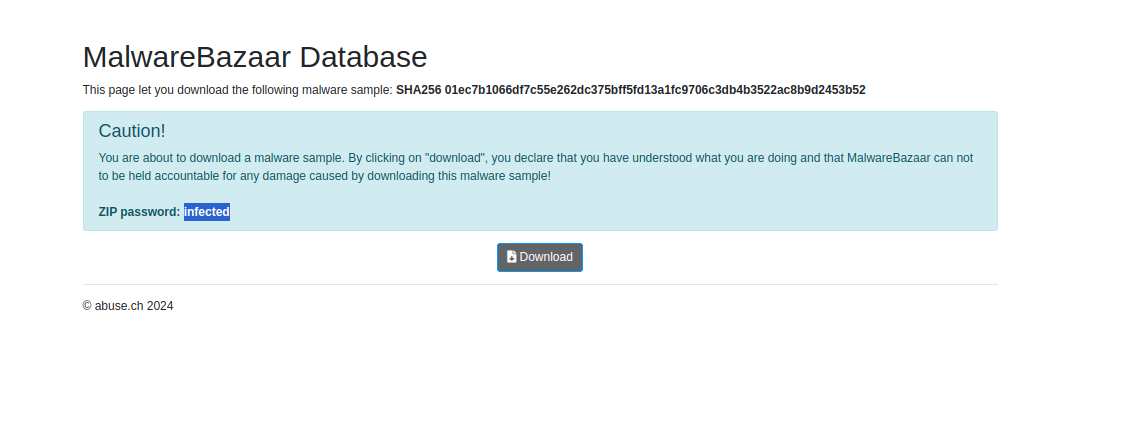 MalwareBazaar Database
This page let you download the following malware sample: SHA256 01ec7b1066df7c55e262dc375bff5fd13a1fc9706c3db4b3522ac8b9d2453b52
Caution!
You are about to download a malware sample. By clicking on "download", you declare that you have understood what you are doing and that MalwareBazaar can not
to be held accountable for any damage caused by downloading this malware sample!
ZIP password: infected
Download
© abuse.ch 2024